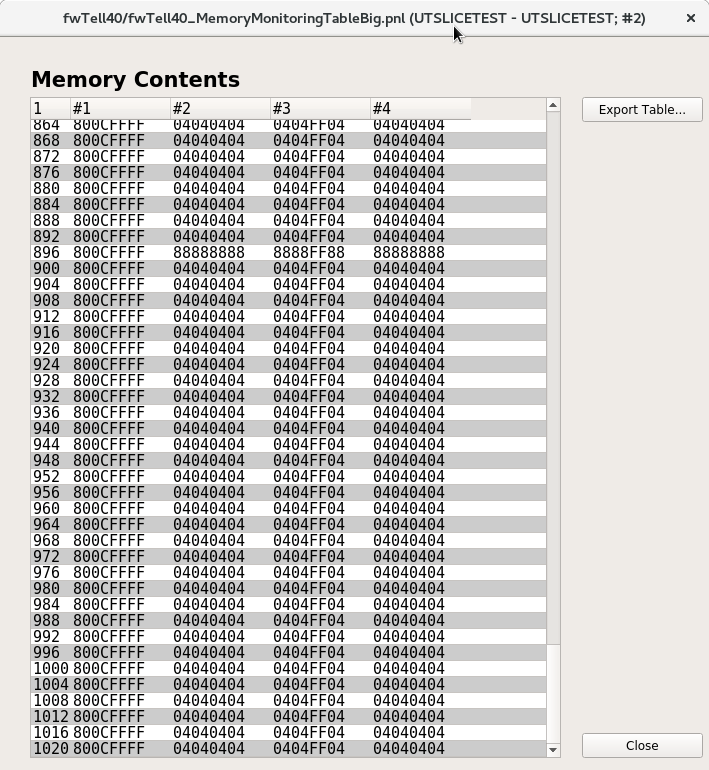 fwTell40/fwTell40_MemoryMonitoringTableBig.pnl (UTSLICETEST - UTSLICETEST; #2)
Memory Contents
1 #1 #2 #3 #4
Export Table...
864 800CFFFF 04040404 0404FF04 04040404
868 800CFFFF 04040404 0404FF04 04040404
872 800CFFFF 04040404 0404FF04 04040404
876 800CFFFF 04040404 0404FF04 04040404
880 800CFFFF 04040404 0404FF04 04040404
884 800CFFFF 04040404 0404FF04 04040404
888 800CFFFF 04040404 0404FF04 04040404
892 800CFFFF 04040404 0404FF04 04040404
896 800CFFFF 88888888 8888FF88 88888888
900 800CFFFF 04040404 0404FF04 04040404
904 800CFFFF 04040404 0404FF04 04040404
908 800CFFFF 04040404 0404FF04 04040404
912 800CFFFF 04040404 0404FF04 04040404
916 800CFFFF 04040404 0404FF04 04040404
920 800CFFFF 04040404 0404FF04 04040404
924 800CFFFF 04040404 0404FF04 04040404
928 800CFFFF 04040404 0404FF04 04040404
932 800CFFFF 04040404 0404FF04 04040404
936 800CFFFF 04040404 0404FF04 04040404
940 800CFFFF 04040404 0404FF04 04040404
944 800CFFFF 04040404 0404FF04 04040404
948 800CFFFF 04040404 0404FF04 04040404
952 800CFFFF 04040404 0404FF04 04040404
956 800CFFFF 04040404 0404FF04 04040404
960 800CFFFF 04040404 0404FF04 04040404
964 800CFFFF 04040404 0404FF04 04040404
968 800CFFFF 04040404 0404FF04 04040404
972 800CFFFF 04040404 0404FF04 04040404
976 800CFFFF 04040404 0404FF04 04040404
980 800CFFFF 04040404 0404FF04 04040404
984 800CFFFF 04040404 0404FF04 04040404
988 800CFFFF 04040404 0404FF04 04040404
992 800CFFFF 04040404 0404FF04 04040404
996 800CFFFF 04040404 0404FF04 04040404
1000 800CFFFF 04040404 0404FF04 04040404
1004 800CFFFF 04040404 0404FF04 04040404
1008 800CFFFF 04040404 0404FF04 04040404
1012 800CFFFF 04040404 0404FF04 04040404
1016 800CFFFF 04040404 0404FF04 04040404
1020 800CFFFF 04040404 0404FF04 04040404
Close